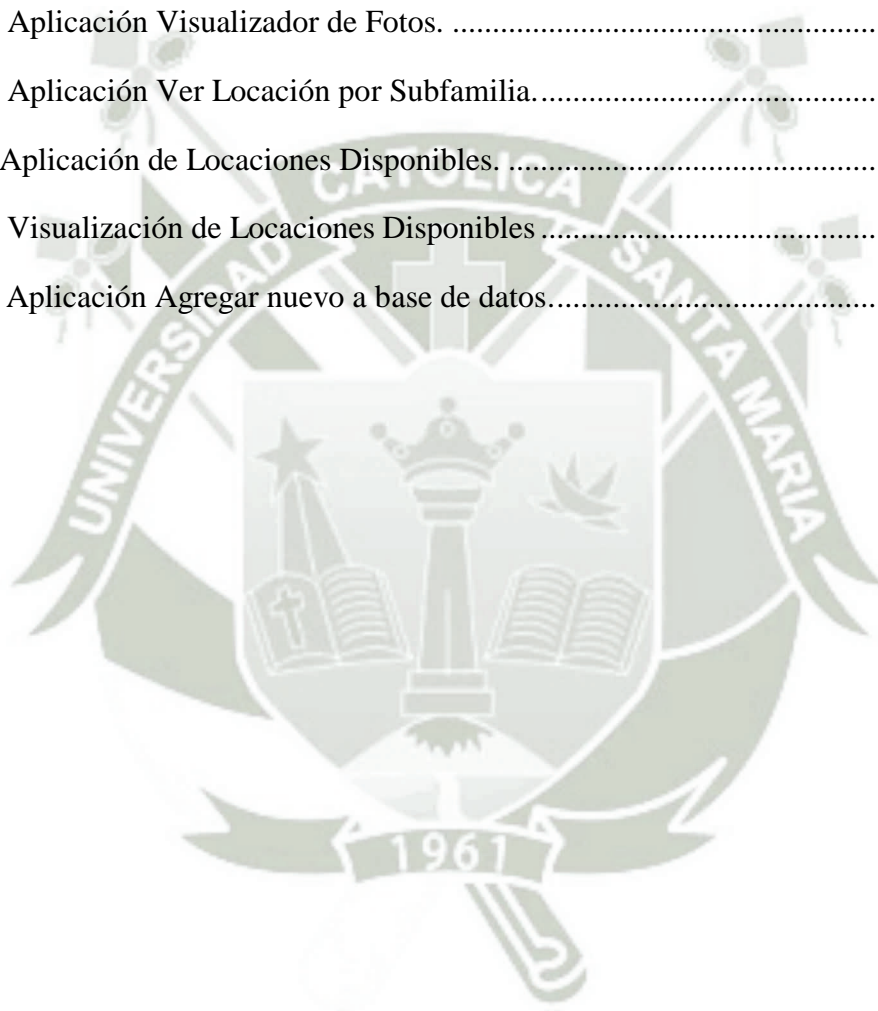 Aplicación Visualizador de Fotos. ................................................
Aplicación Ver Locación por Subfamilia.......................................
Aplicación de Locaciones Disponibles. ..........................................
Visualización de Locaciones Disponibles ......................................
Aplicación Agregar nuevo a base de datos.....................................
UNIVERSIDAD CATÓLICA SANTA MARIA
1961